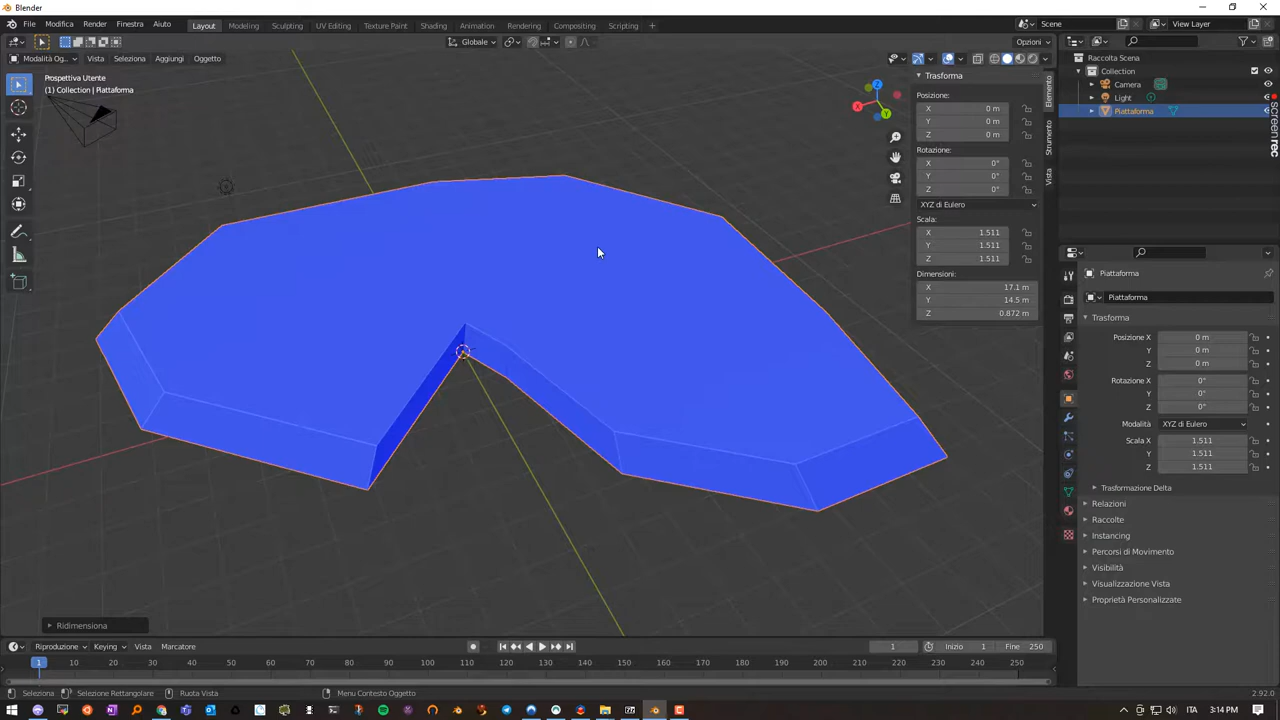 Blender
File Modifica Render Finestra Aiuto Layout Modeling Sculpting UV Editing Texture Paint Shading Animation Rendering Compositing Scripting + Scene View Layer
Globale Opzioni
Modalità Og... Vista Seleziona Aggiungi Oggetto
Prospettiva Utente
(1) Collection | Piattaforma
Trasforma
Posizione:
X 0 m
Y 0 m
Z 0 m
Rotazione:
X 0°
Y 0°
Z 0°
XYZ di Eulero
Scala:
X 1.511
Y 1.511
Z 1.511
Dimensioni:
X 17.1 m
Y 14.5 m
Z 0.872 m
Elemento
Strumento
Vista
X
Y
Z
Raccolta Scena
Collection
Camera
Light
Piattaforma
screenrec
Piattaforma
Piattaforma
Trasforma
Posizione X 0 m
Y 0 m
Z 0 m
Rotazione X 0°
Y 0°
Z 0°
Modalità XYZ di Eulero
Scala X 1.511
Y 1.511
Z 1.511
Trasformazione Delta
Relazioni
Raccolte
Instancing
Percorsi di Movimento
Visibilità
Visualizzazione Vista
Proprietà Personalizzate
Ridimensiona
Riproduzione Keying Vista Marcatore 1 Inizio 1 Fine 250
1 10 20 30 40 50 60 70 80 90 100 110 120 130 140 150 160 170 180 190 200 210 220 230 240 250
Seleziona Selezione Rettangolare Ruota Vista Menu Contesto Oggetto 2.92.0
ITA 3:14 PM